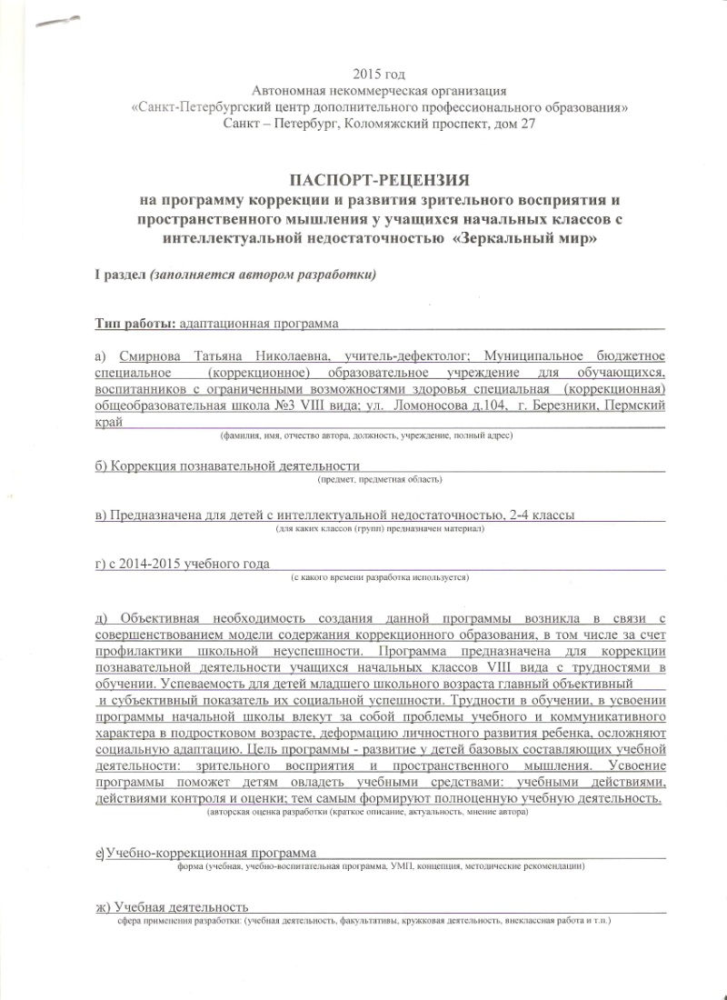 2015 год
Автономная некоммерческая организация
«Санкт-Петербургский центр дополнительного профессионального образования»
Санкт – Петербург, Коломяжский проспект, дом 27
ПАСПОРТ-РЕЦЕНЗИЯ
на программу коррекции и развития зрительного восприятия и
пространственного мышления у учащихся начальных классов с
интеллектуальной недостаточностью «Зеркальный мир»
I раздел (заполняется автором разработки)
Тип работы: адаптационная программа
а) Смирнова Татьяна Николаевна, учитель-дефектолог; Муниципальное бюджетное
специальное (коррекционное) образовательное учреждение для обучающихся,
воспитанников с ограниченными возможностями здоровья специальная (коррекционная)
общеобразовательная школа №3 VIII вида; ул. Ломоносова д.104, г. Березники, Пермский
край
(фамилия, имя, отчество автора, должность, учреждение, полный адрес)
б) Коррекция познавательной деятельности
(предмет, предметная область)
в) Предназначена для детей с интеллектуальной недостаточностью, 2-4 классы
(для каких классов (групп) предназначен материал)
г) с 2014-2015 учебного года
(с какого времени разработка используется)
д) Объективная необходимость создания данной программы возникла в связи с
совершенствованием модели содержания коррекционного образования, в том числе за счет
профилактики школьной неуспешности. Программа предназначена для коррекции
познавательной деятельности учащихся начальных классов VIII вида с трудностями в
обучении. Успеваемость для детей младшего школьного возраста главный объективный
и субъективный показатель их социальной успешности. Трудности в обучении, в усвоении
программы начальной школы влекут за собой проблемы учебного и коммуникативного
характера в подростковом возрасте, деформацию личностного развития ребенка, осложняют
социальную адаптацию. Цель программы - развитие у детей базовых составляющих учебной
деятельности: зрительного восприятия и пространственного мышления. Усвоение
программы поможет детям овладеть учебными средствами: учебными действиями,
действиями контроля и оценки; тем самым формируют полноценную учебную деятельность.
(авторская оценка разработки (краткое описание, актуальность, мнение автора)
е) Учебно-коррекционная программа
форма (учебная, учебно-воспитательная программа, УМП, концепция, методические рекомендации)
ж) Учебная деятельность
сфера применения разработки: (учебная деятельность, факультативы, кружковая деятельность, внеклассная работа и т.п.)